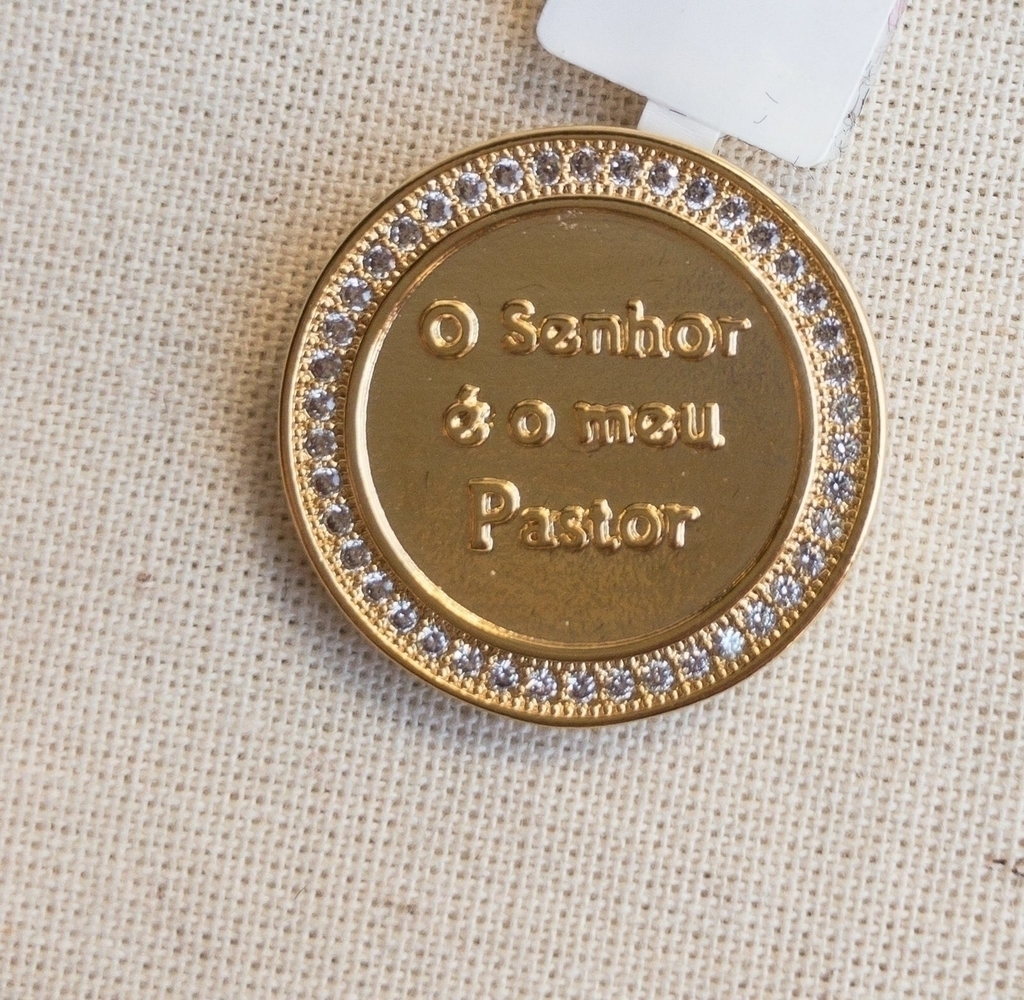 O Senhor
é o meu
Pastor